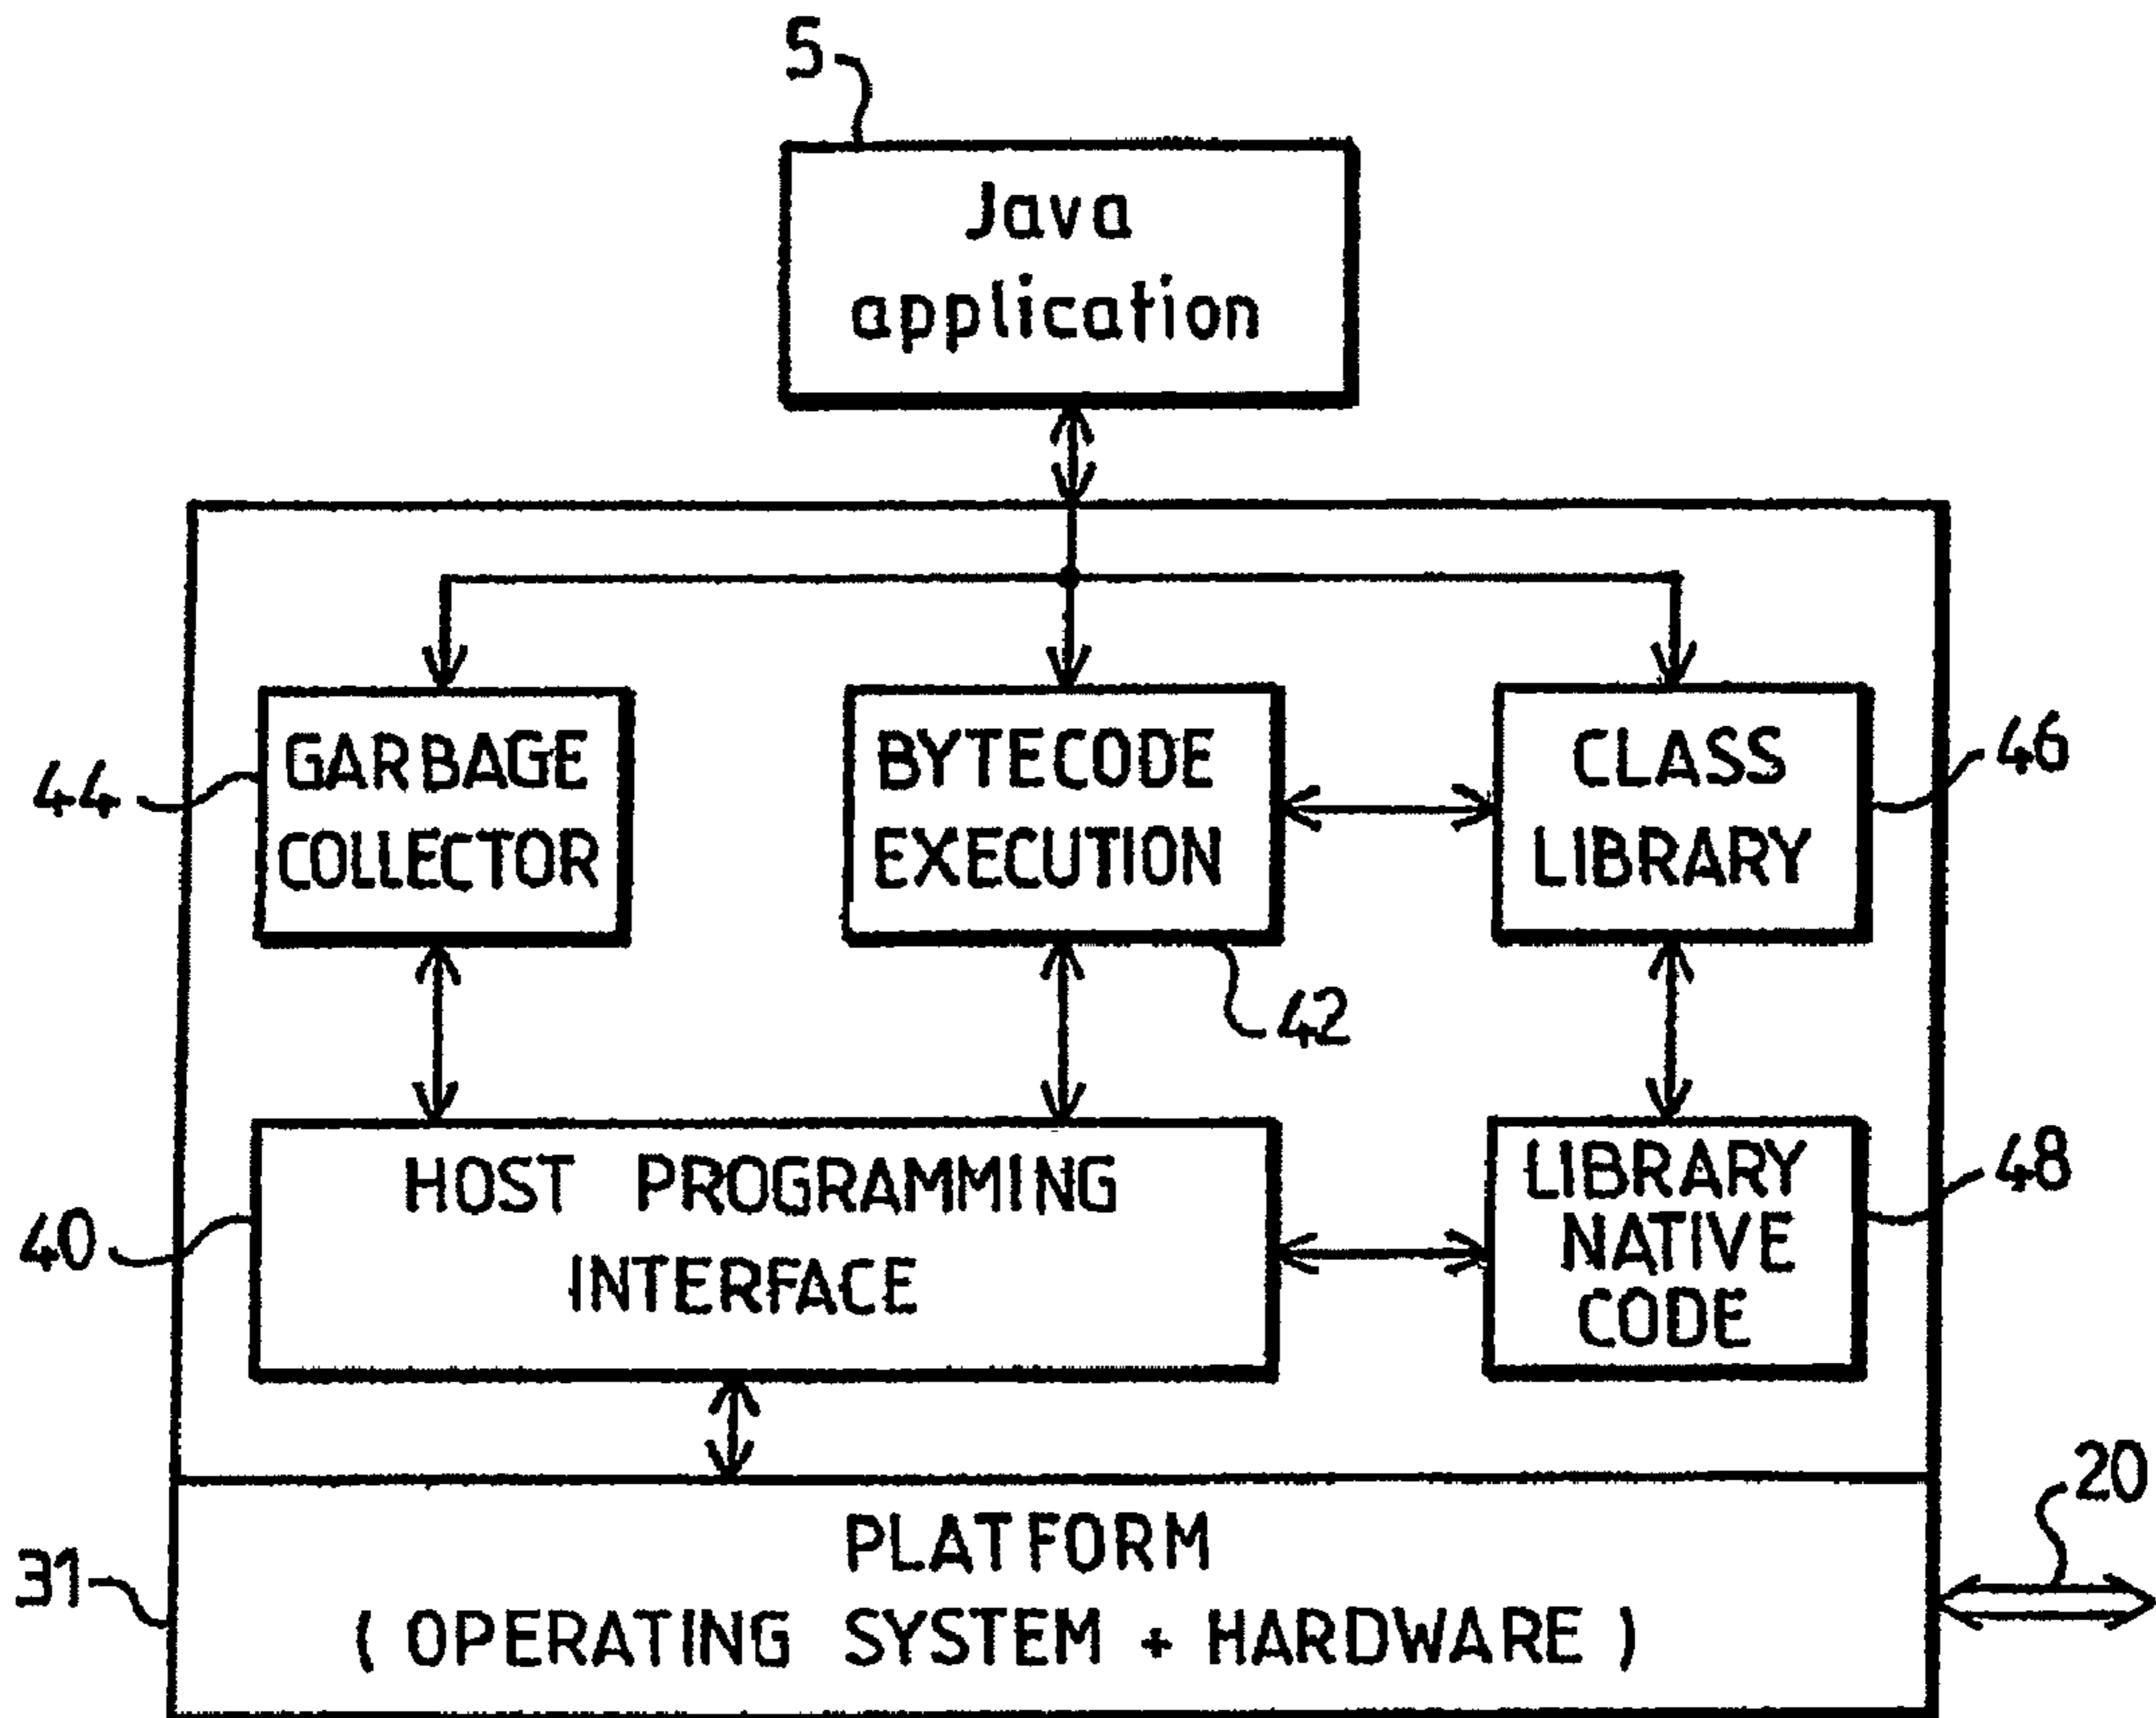 5
Java
application
GARBAGE
COLLECTOR
BYTECODE
EXECUTION
CLASS
LIBRARY
44
46
42
HOST PROGRAMMING
INTERFACE
LIBRARY
NATIVE
CODE
40
48
PLATFORM
( OPERATING SYSTEM + HARDWARE )
31
20